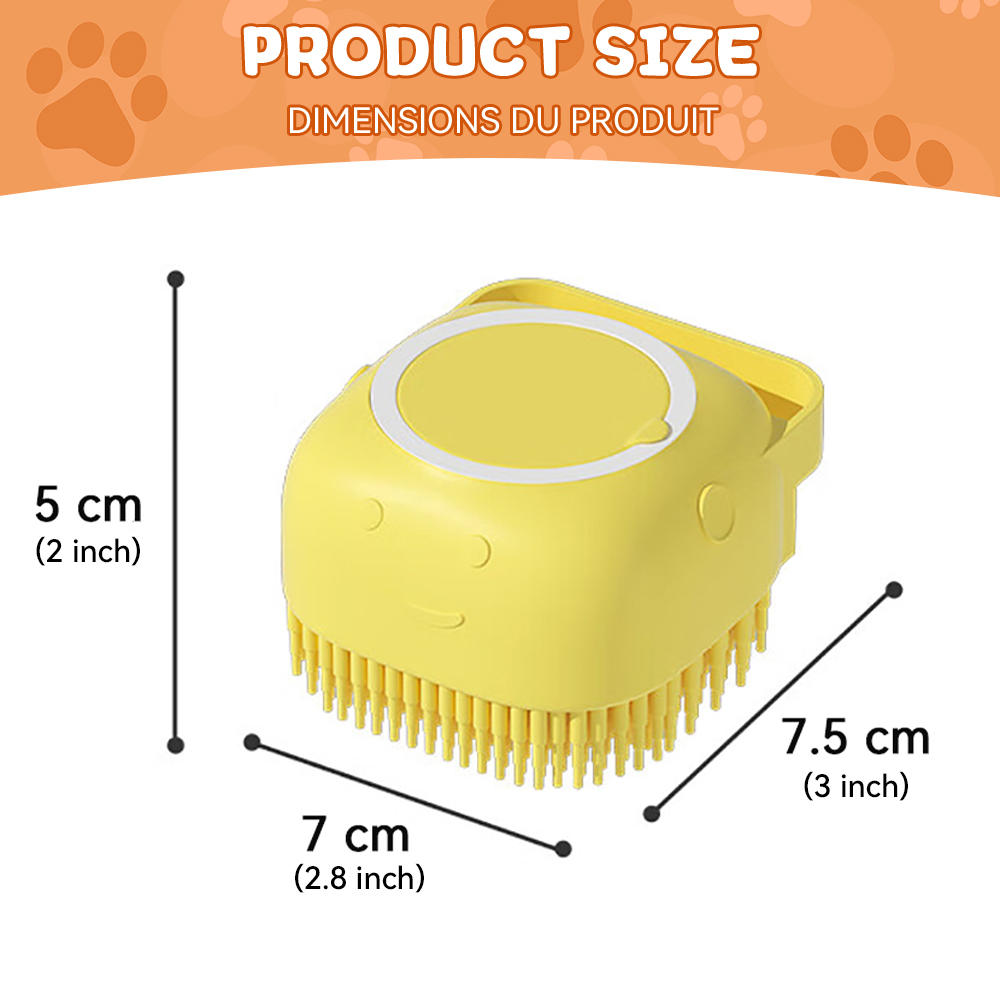 PRODUCT SIZE
DIMENSIONS DU PRODUIT
5 cm
(2 inch)
7.5 cm
(3 inch)
7 cm
(2.8 inch)